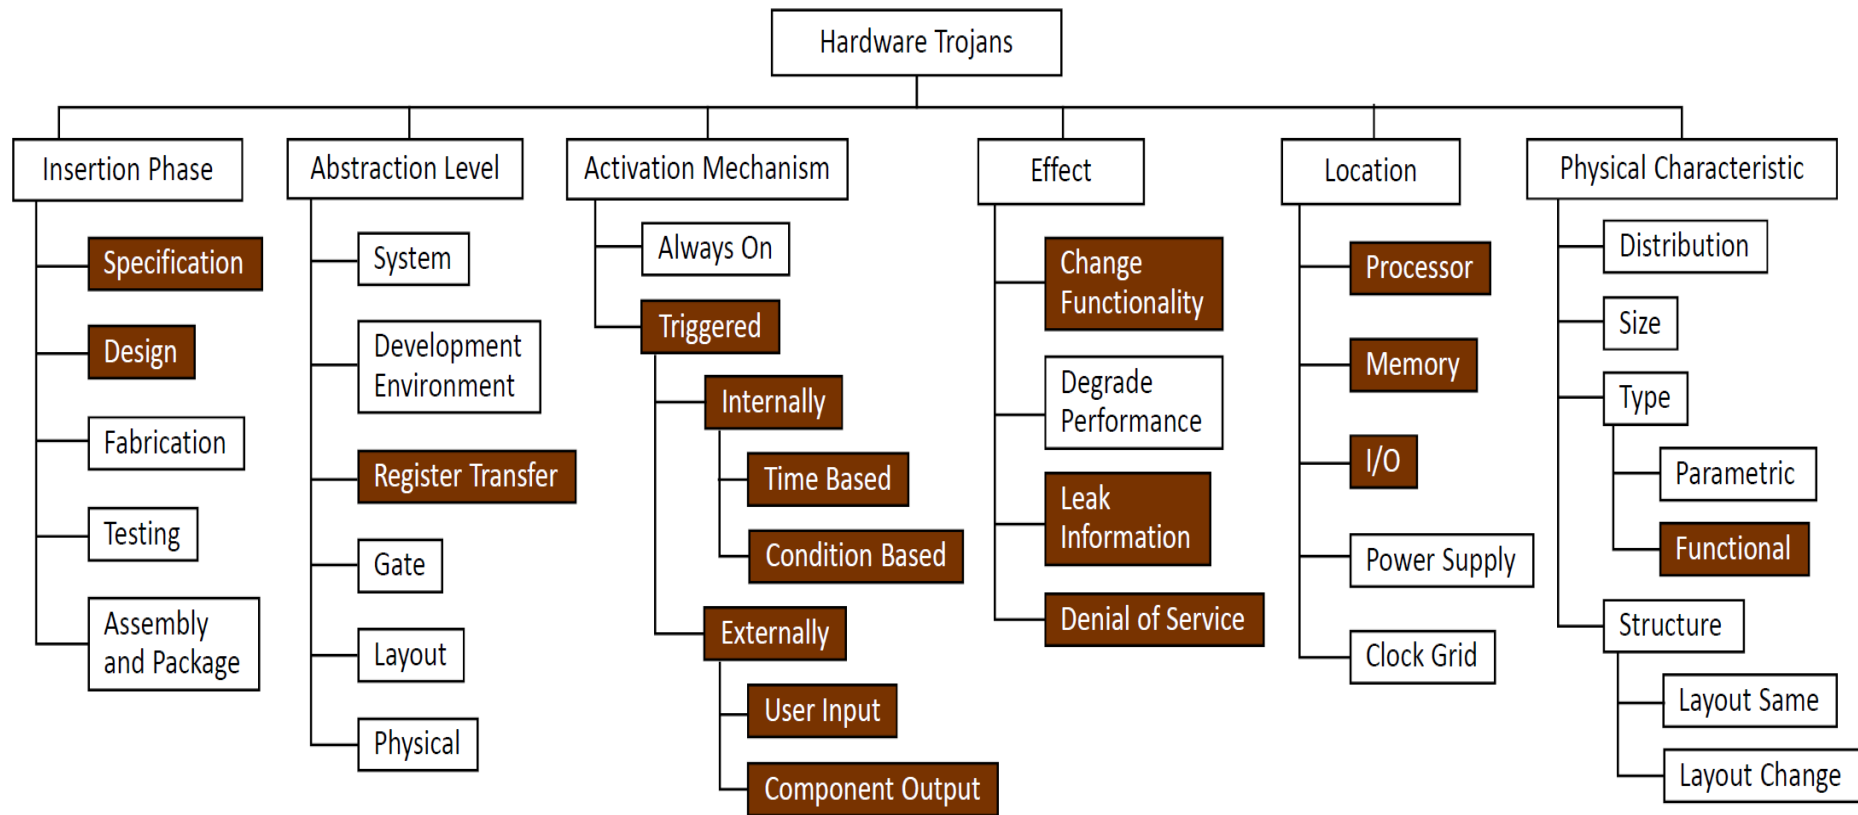 Hardware Trojans
Insertion Phase
Specification
Design
Fabrication
Testing
Assembly
and Package
Abstraction Level
System
Development
Environment
Register Transfer
Gate
Layout
Physical
Activation Mechanism
Always On
Triggered
Internally
Time Based
Condition Based
Externally
User Input
Component Output
Effect
Change
Functionality
Degrade
Performance
Leak
Information
Denial of Service
Location
Processor
Memory
I/O
Power Supply
Clock Grid
Physical Characteristic
Distribution
Size
Type
Parametric
Functional
Structure
Layout Same
Layout Change